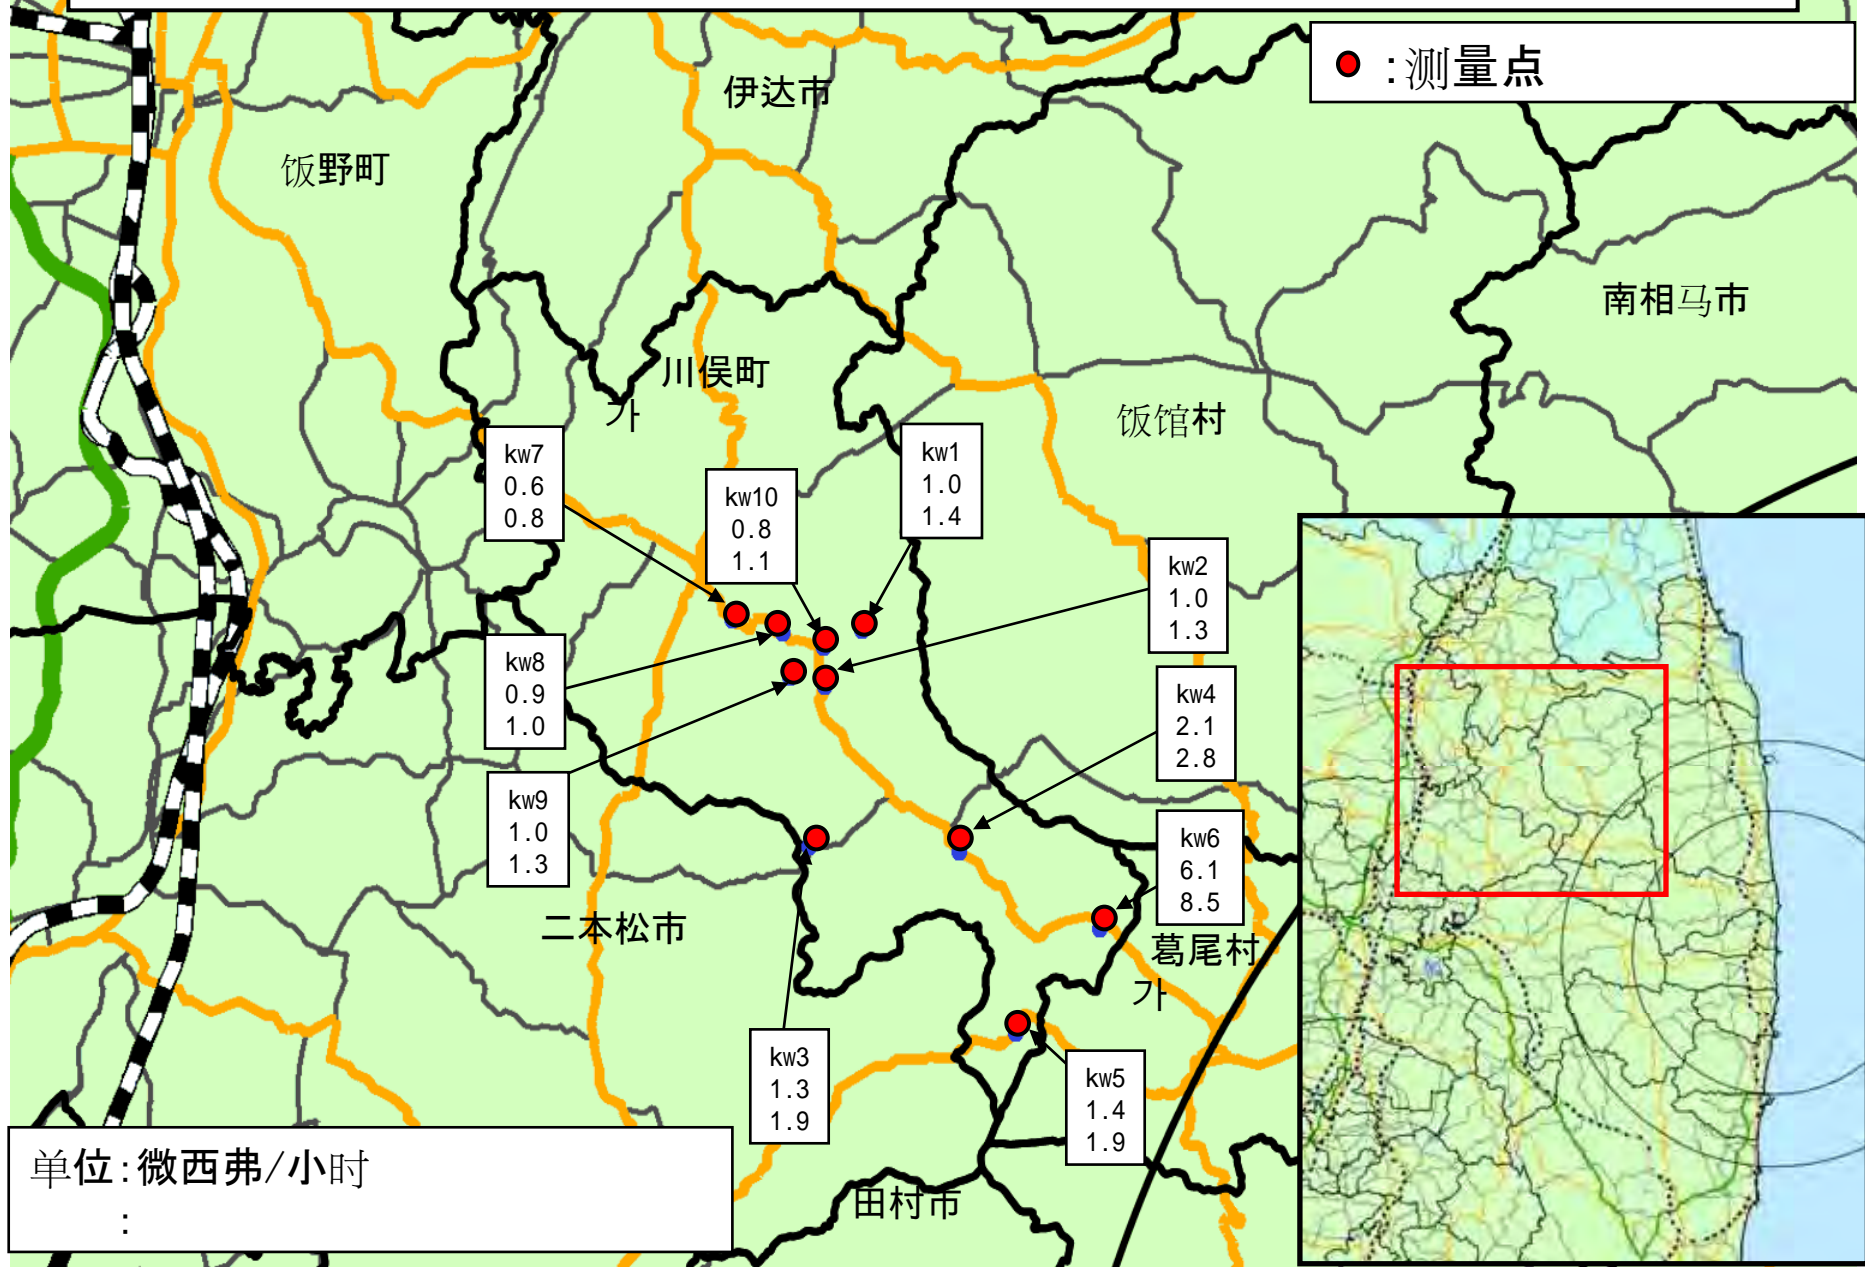 :测量点
伊达市
饭野町
南相马市
川俣町
가
饭馆村
kw7
0.6
0.8
kw10
0.8
1.1
kw1
1.0
1.4
kw2
1.0
1.3
kw8
0.9
1.0
kw4
2.1
2.8
kw9
1.0
1.3
kw6
6.1
8.5
二本松市
葛尾村
가
kw3
1.3
1.9
kw5
1.4
1.9
单位:微西弗/小时
:
田村市